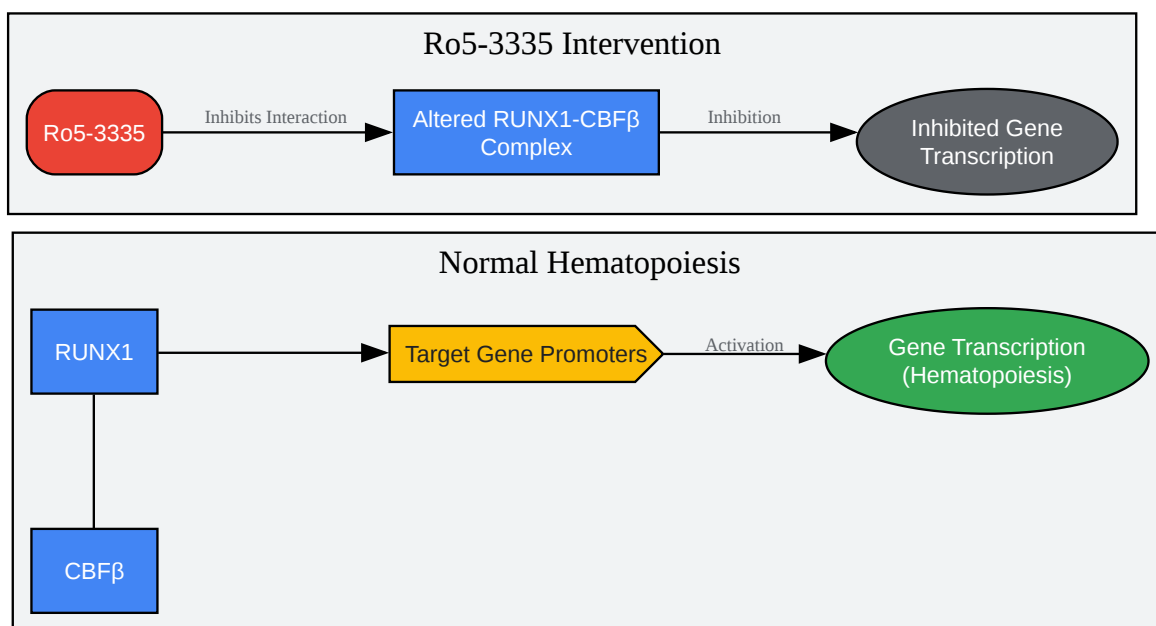 Ro5-3335 Intervention
Ro5-3335
Inhibits Interaction
Altered RUNX1-CBFβ
Complex
Inhibition
Inhibited Gene
Transcription
Normal Hematopoiesis
RUNX1
Target Gene Promoters
Activation
Gene Transcription
(Hematopoiesis)
CBFβ